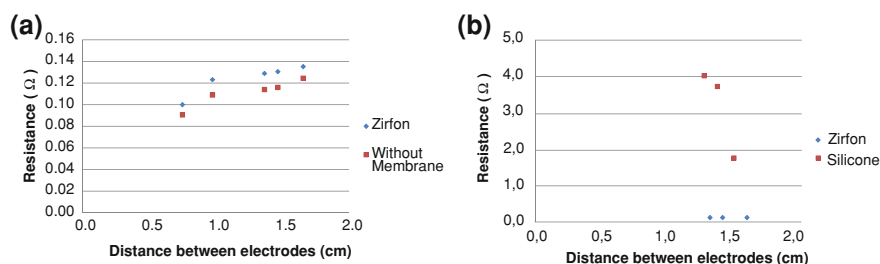 (a)
0.16
0.14
0.12
0.10
0.08
0.06
0.04
0.02
0.00
Resistance ( Ω )
0.0 0.5 1.0 1.5 2.0
Distance between electrodes (cm)
Zirfon
Without
Membrane
(b)
5,0
4,0
3,0
2,0
1,0
0,0
Resistance ( Ω )
0,0 0,5 1,0 1,5 2,0
Distance between electrodes (cm)
Zirfon
Silicone